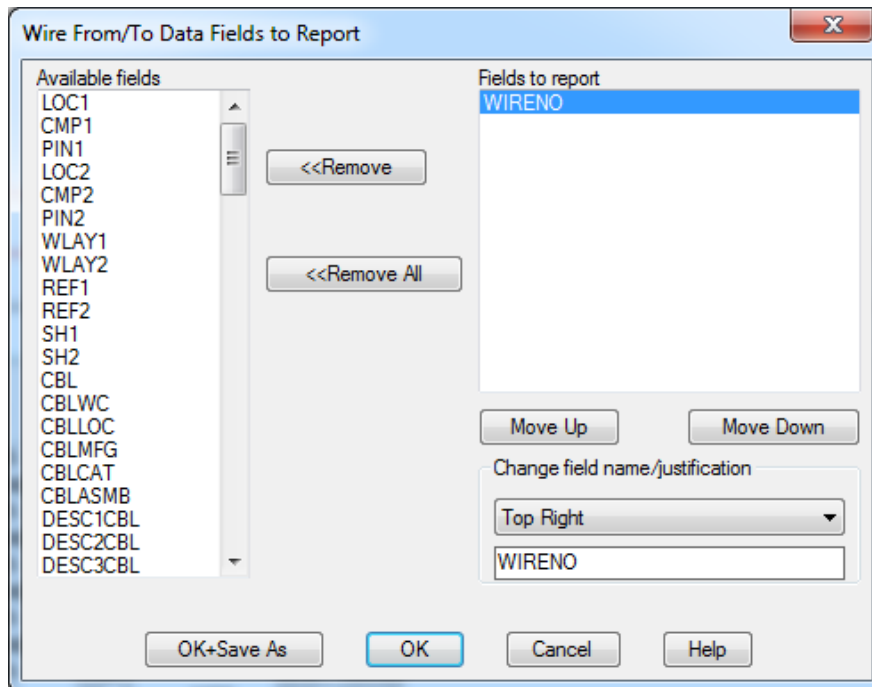 Wire From/To Data Fields to Report
Available fields
LOC1
CMP1
PIN1
LOC2
CMP2
PIN2
WLAY1
WLAY2
REF1
REF2
SH1
SH2
CBL
CBLWC
CBLLOC
CBLMFG
CBLCAT
CBLASMB
DESC1CBL
DESC2CBL
DESC3CBL
<<Remove
<<Remove All
Fields to report
WIRENO
Move Up
Move Down
Change field name/justification
Top Right
WIRENO
OK+Save As
OK
Cancel
Help